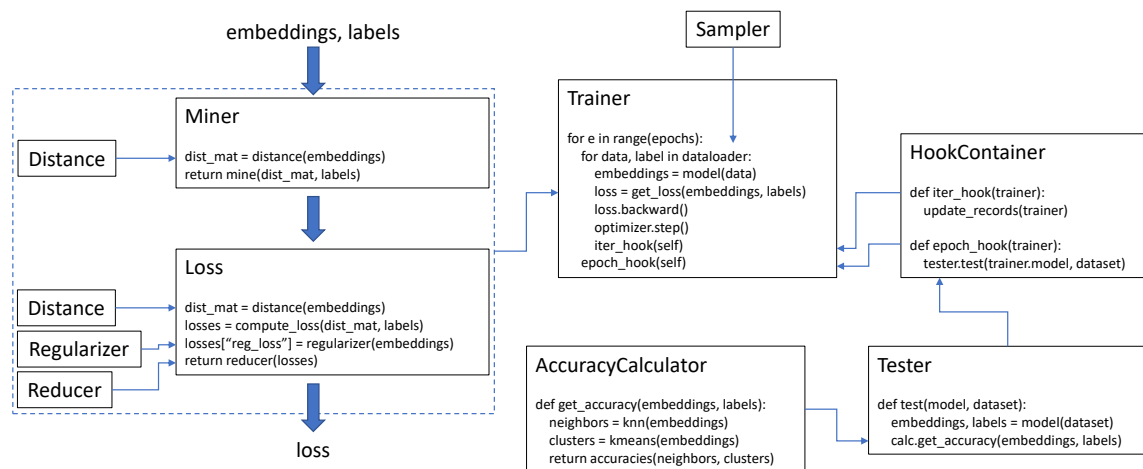 embeddings, labels
Miner
dist_mat = distance(embeddings)
return mine(dist_mat, labels)
Distance
Loss
dist_mat = distance(embeddings)
losses = compute_loss(dist_mat, labels)
losses[“reg_loss”] = regularizer(embeddings)
return reducer(losses)
Distance
Regularizer
Reducer
loss
Sampler
Trainer
for e in range(epochs):
for data, label in dataloader:
embeddings = model(data)
loss = get_loss(embeddings, labels)
loss.backward()
optimizer.step()
iter_hook(self)
epoch_hook(self)
HookContainer
def iter_hook(trainer):
update_records(trainer)
def epoch_hook(trainer):
tester.test(trainer.model, dataset)
AccuracyCalculator
def get_accuracy(embeddings, labels):
neighbors = knn(embeddings)
clusters = kmeans(embeddings)
return accuracies(neighbors, clusters)
Tester
def test(model, dataset):
embeddings, labels = model(dataset)
calc.get_accuracy(embeddings, labels)